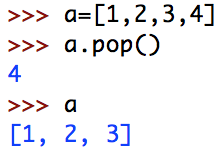 >>> a=[1,2,3,4]
>>> a.pop()
4
>>> a
[1, 2, 3]